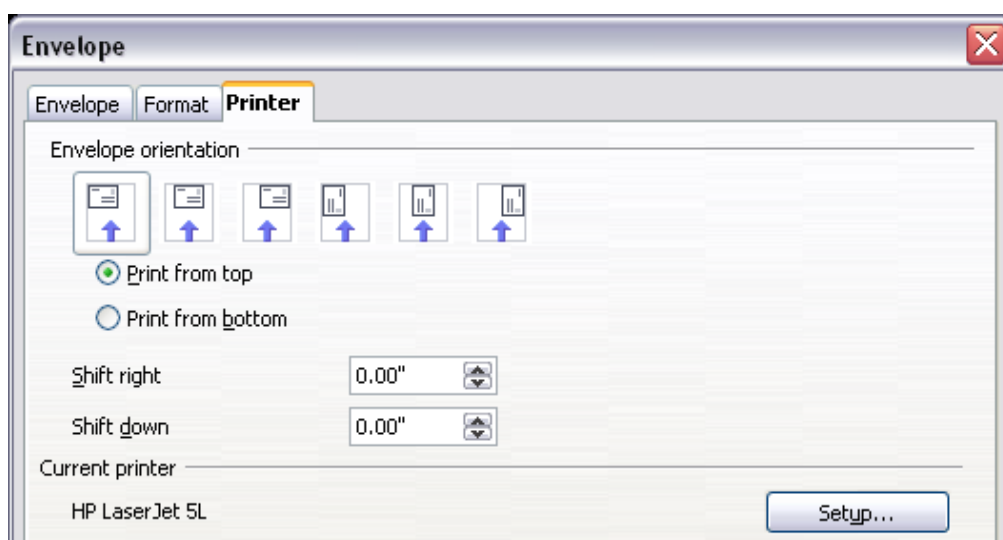 Envelope
Envelope Format Printer
Envelope orientation
Print from top
Print from bottom
Shift right 0.00"
Shift down 0.00"
Current printer
HP LaserJet 5L Setup...